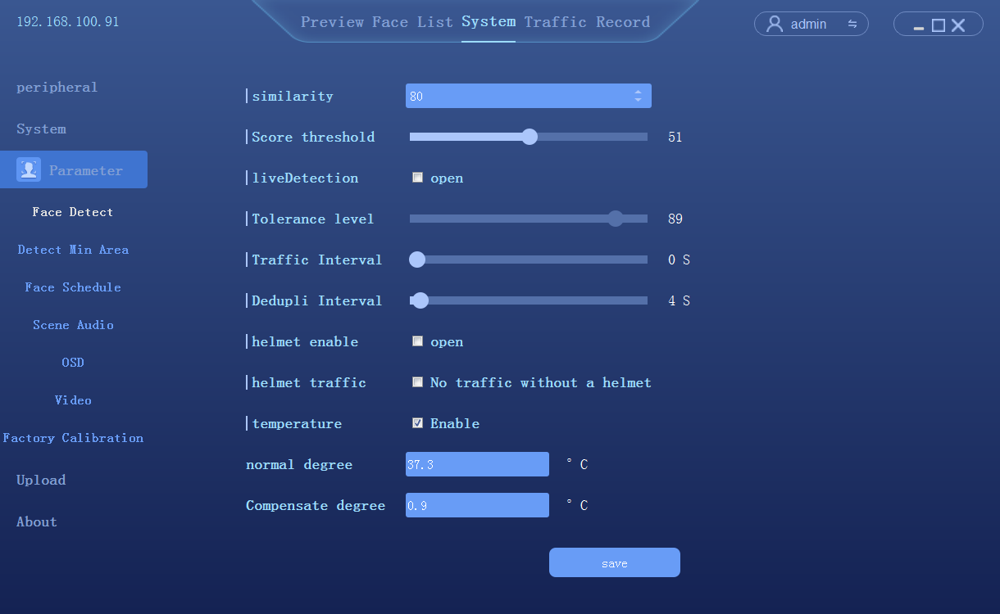 192.168.100.91
Preview Face List System Traffic Record
admin
peripheral
System
Parameter
Face Detect
Detect Min Area
Face Schedule
Scene Audio
OSD
Video
Factory Calibration
Upload
About
similarity 80
Score threshold 51
liveDetection open
Tolerance level 89
Traffic Interval 0 S
Dedupli Interval 4 S
helmet enable open
helmet traffic No traffic without a helmet
temperature Enable
normal degree 37.3 ° C
Compensate degree 0.9 ° C
save